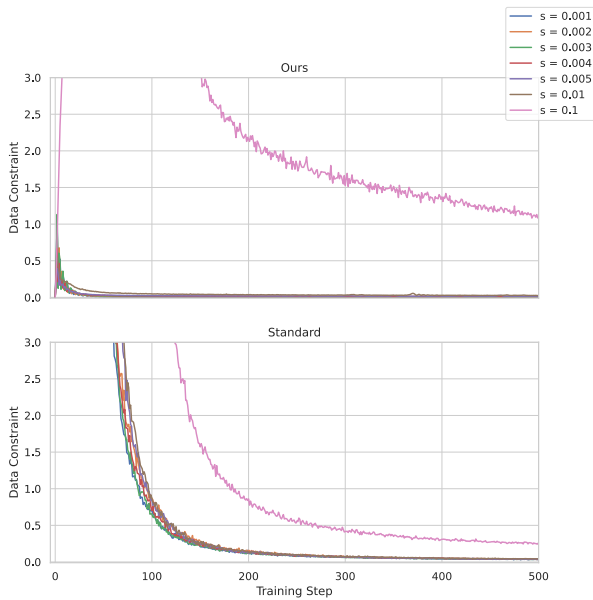 s = 0.001
s = 0.002
s = 0.003
s = 0.004
s = 0.005
s = 0.01
s = 0.1
Ours
3.0
2.5
2.0
1.5
1.0
0.5
0.0
Data Constraint
Standard
3.0
2.5
2.0
1.5
1.0
0.5
0.0
Data Constraint
0 100 200 300 400 500
Training Step